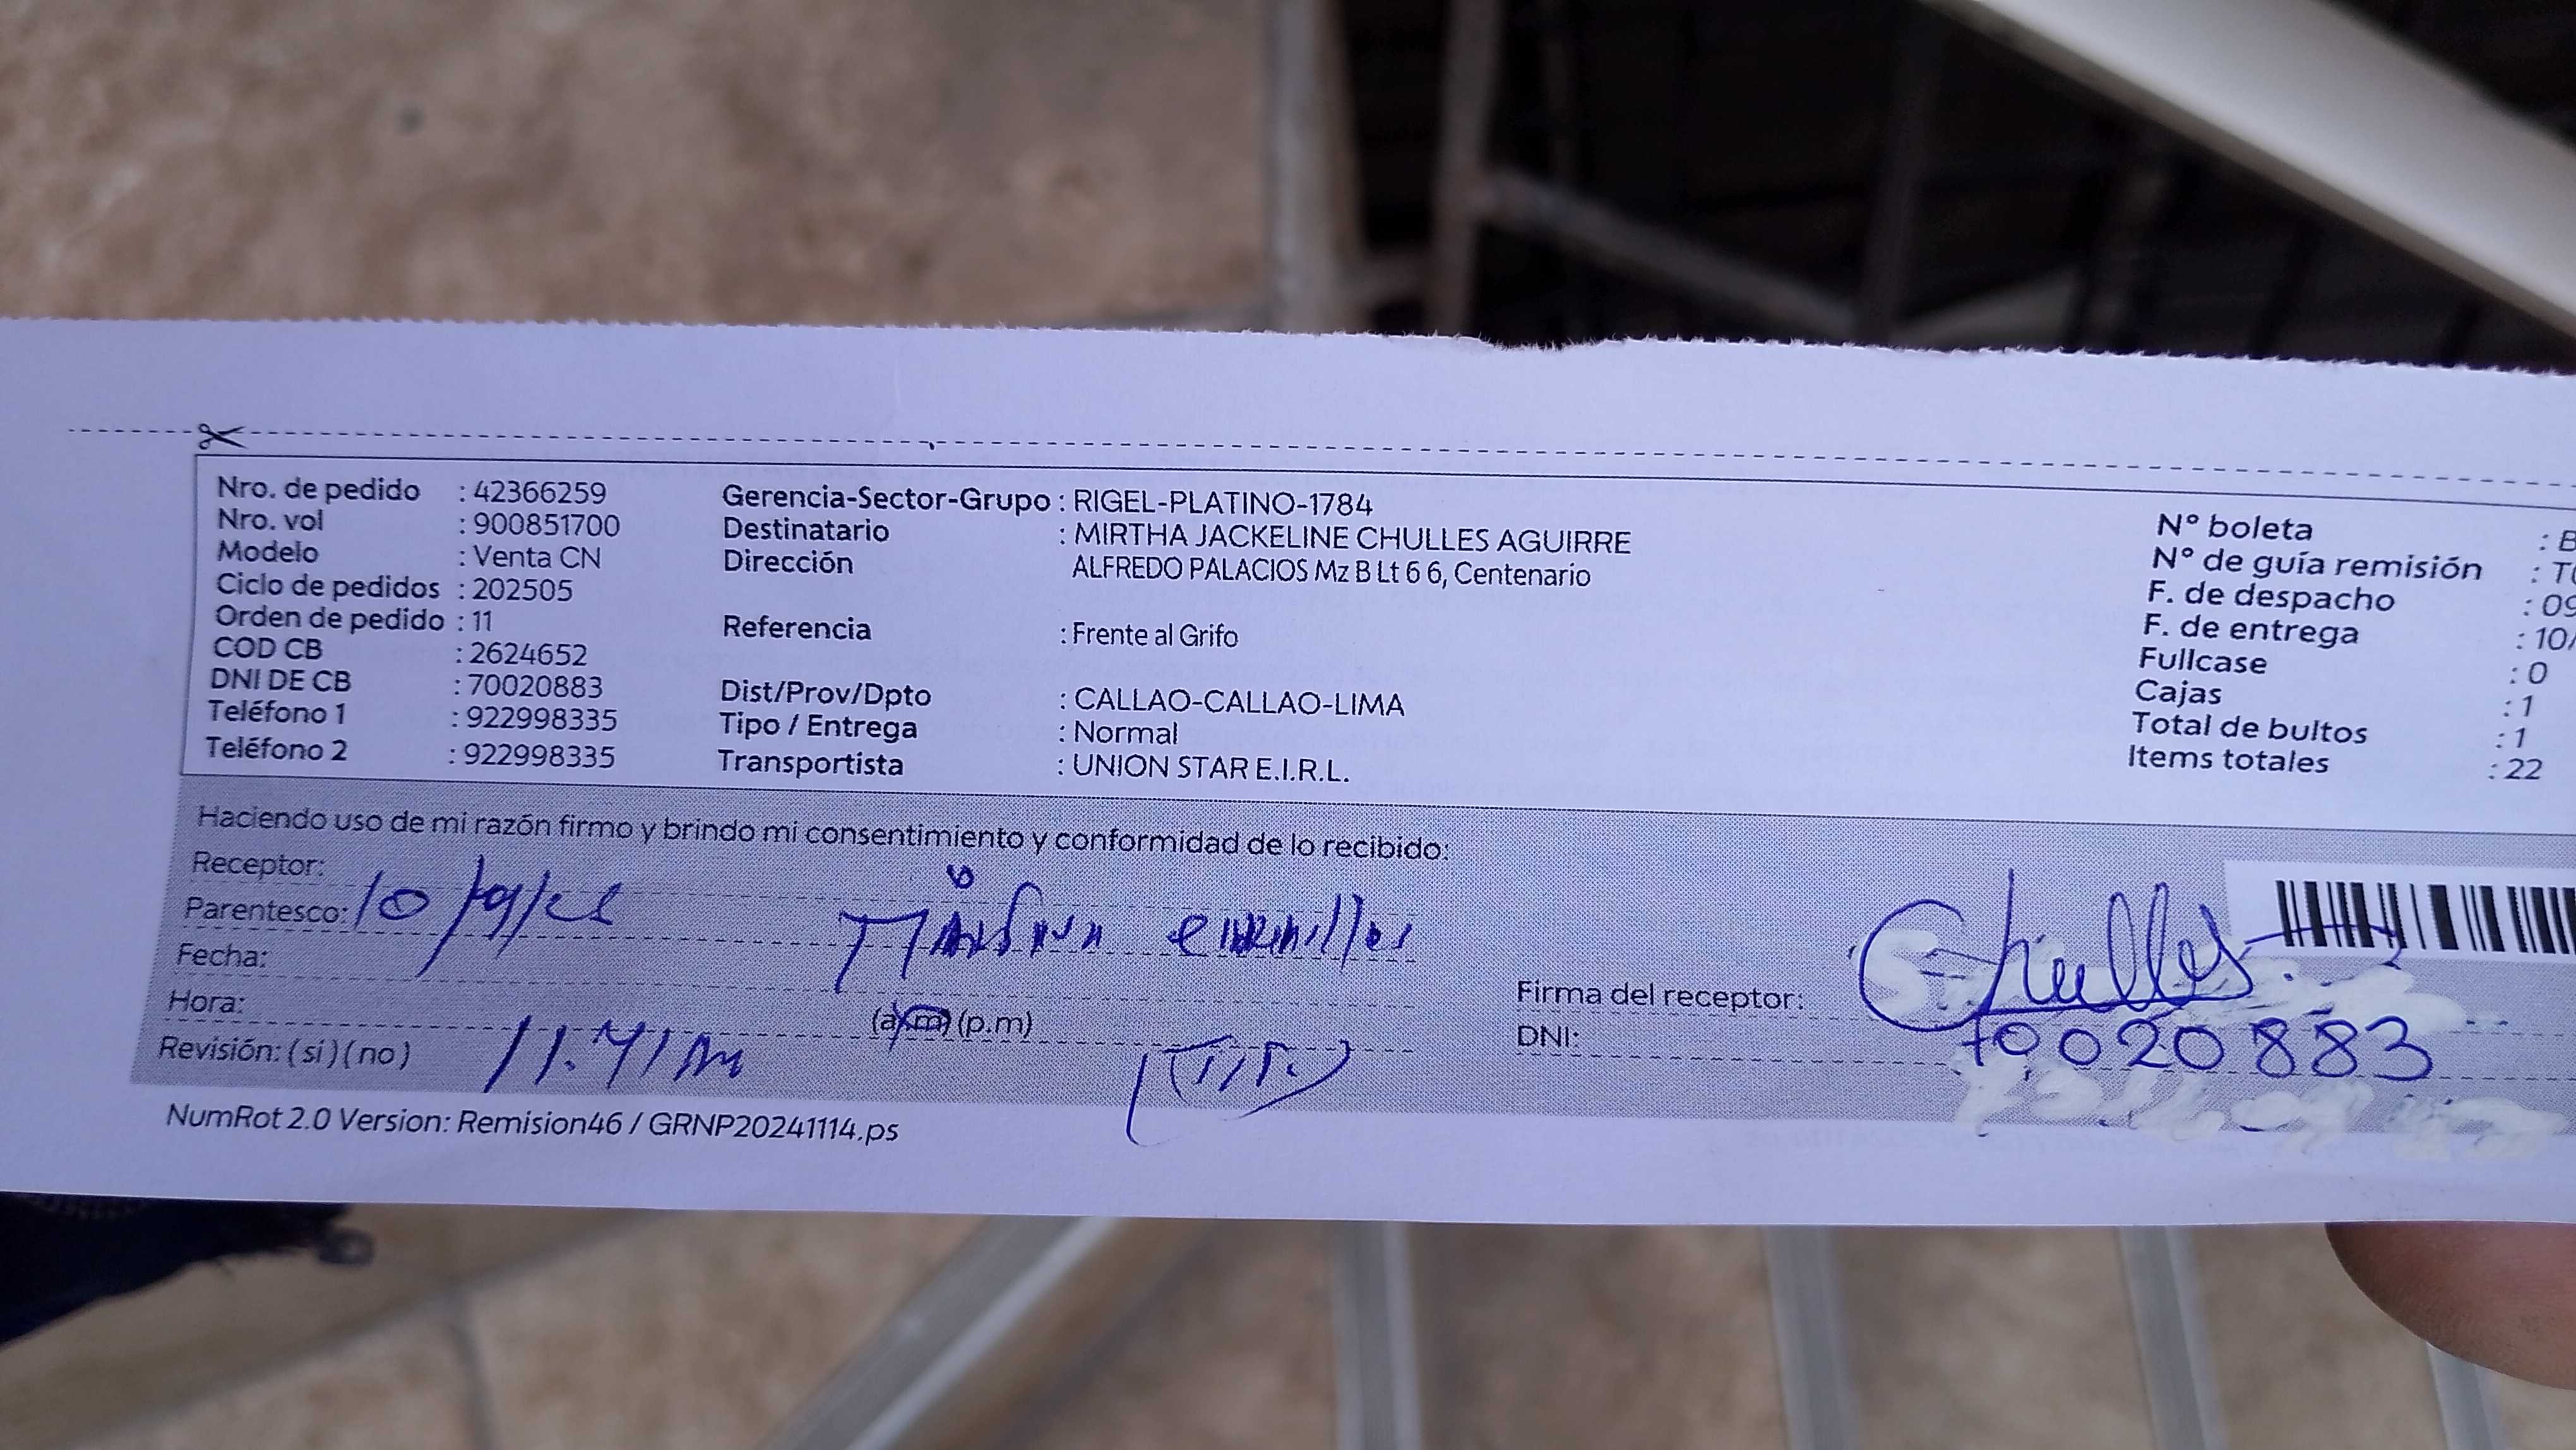 Nro. de pedido : 42366259
Nro. vol : 900851700
Modelo : Venta CN
Ciclo de pedidos : 202505
Orden de pedido : 11
COD CB : 2624652
DNI DE CB : 70020883
Teléfono 1 : 922998335
Teléfono 2 : 922998335
Gerencia-Sector-Grupo : RIGEL-PLATINO-1784
Destinatario : MIRTHA JACKELINE CHULLES AGUIRRE
Dirección ALFREDO PALACIOS Mz B Lt 6 6, Centenario
Referencia : Frente al Grifo
Dist/Prov/Dpto : CALLAO-CALLAO-LIMA
Tipo / Entrega : Normal
Transportista : UNION STAR E.I.R.L.
N° boleta : B
N° de guía remisión : T0
F. de despacho : 09
F. de entrega : 10/
Fullcase : 0
Cajas : 1
Total de bultos : 1
Items totales : 22
Haciendo uso de mi razón firmo y brindo mi consentimiento y conformidad de lo recibido:
Receptor:
Parentesco:
Fecha:
Hora: (a.m) (p.m)
Revisión: (si) (no)
Firma del receptor: Chulles
DNI: 70020883
NumRot 2.0 Version: Remision46 / GRNP20241114.ps